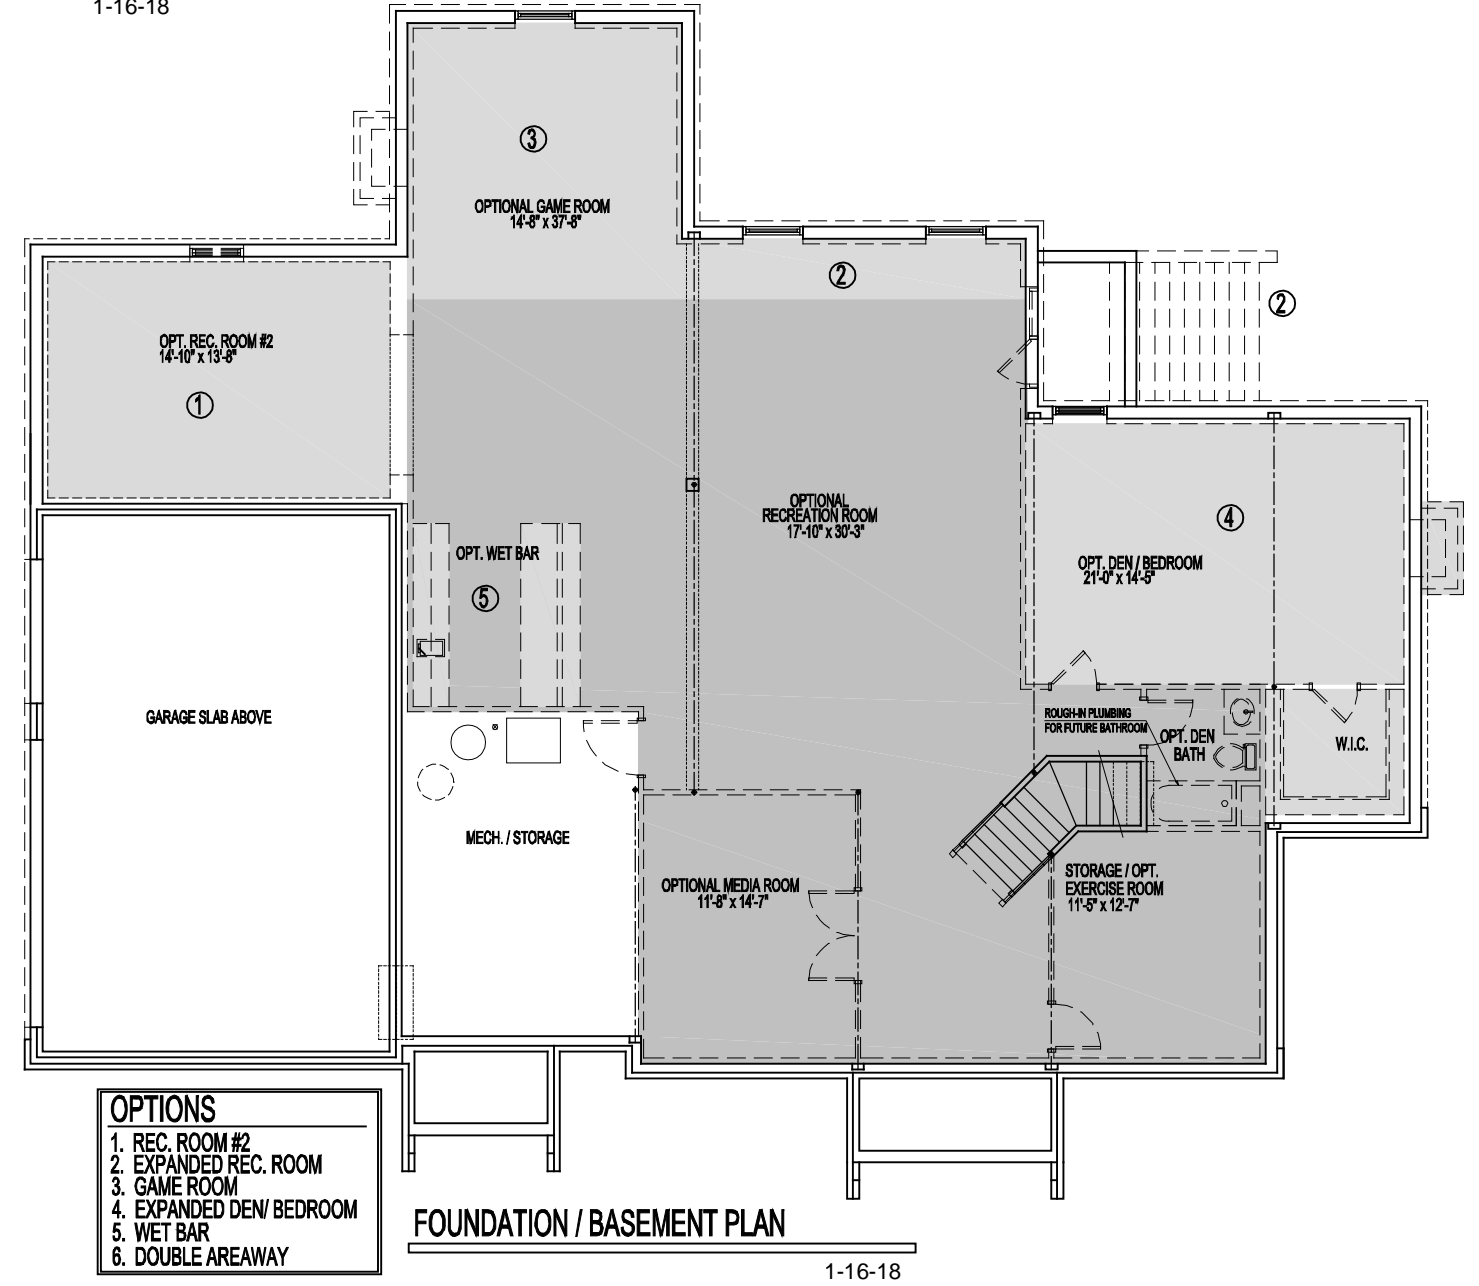 1-16-18
3
OPTIONAL GAME ROOM
14'-8" x 37'-8"
2
2
OPT. REC. ROOM #2
14'-10" x 13'-8"
1
OPTIONAL
RECREATION ROOM
17'-10" x 30'-3"
4
OPT. WET BAR
5
OPT. DEN / BEDROOM
21'-0" x 14'-5"
GARAGE SLAB ABOVE
ROUGH-IN PLUMBING
FOR FUTURE BATHROOM
OPT. DEN
BATH
W.I.C.
MECH. / STORAGE
OPTIONAL MEDIA ROOM
11'-8" x 14'-7"
STORAGE / OPT.
EXERCISE ROOM
11'-5" x 12'-7"
OPTIONS
1. REC. ROOM #2
2. EXPANDED REC. ROOM
3. GAME ROOM
4. EXPANDED DEN/ BEDROOM
5. WET BAR
6. DOUBLE AREAWAY
FOUNDATION / BASEMENT PLAN
1-16-18